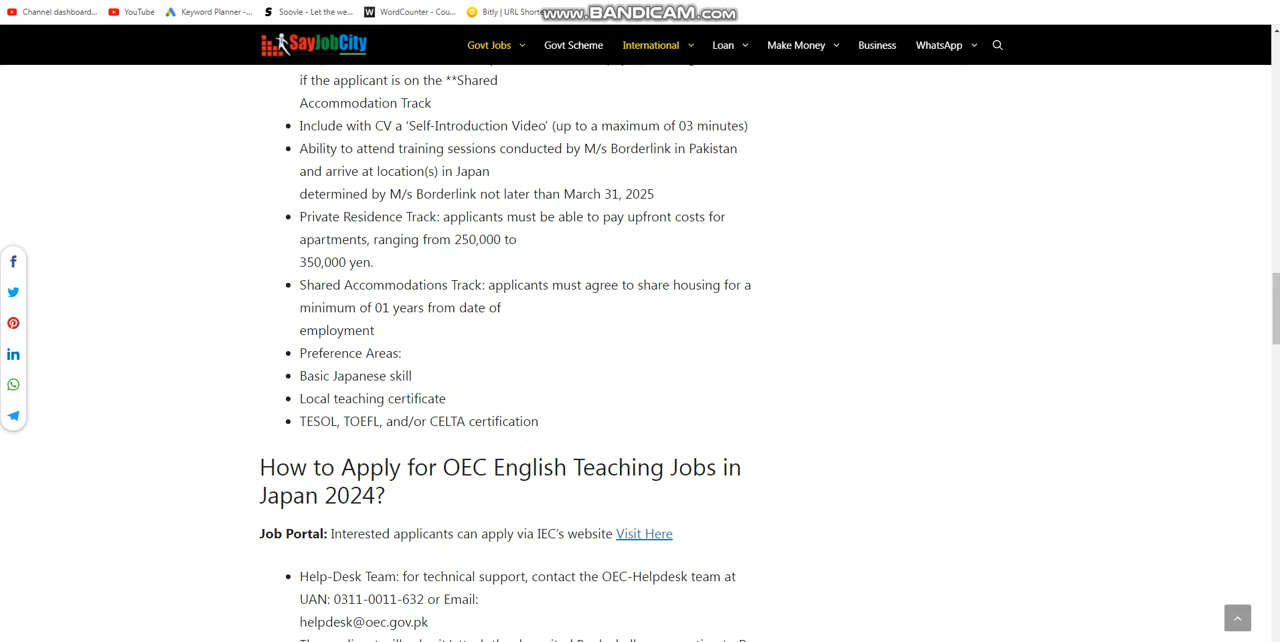 Channel dashboard...
YouTube
Keyword Planner -...
Soovle - Let the we...
WordCounter - Cou...
Bitly | URL Shorte
www.BANDICAM.com
SayJobCity
Govt Jobs
Govt Scheme
International
Loan
Make Money
Business
WhatsApp
if the applicant is on the **Shared
Accommodation Track
Include with CV a ‘Self-Introduction Video’ (up to a maximum of 03 minutes)
Ability to attend training sessions conducted by M/s Borderlink in Pakistan
and arrive at location(s) in Japan
determined by M/s Borderlink not later than March 31, 2025
Private Residence Track: applicants must be able to pay upfront costs for
apartments, ranging from 250,000 to
350,000 yen.
Shared Accommodations Track: applicants must agree to share housing for a
minimum of 01 years from date of
employment
Preference Areas:
Basic Japanese skill
Local teaching certificate
TESOL, TOEFL, and/or CELTA certification
How to Apply for OEC English Teaching Jobs in
Japan 2024?
Job Portal: Interested applicants can apply via IEC’s website Visit Here
Help-Desk Team: for technical support, contact the OEC-Helpdesk team at
UAN: 0311-0011-632 or Email:
helpdesk@oec.gov.pk